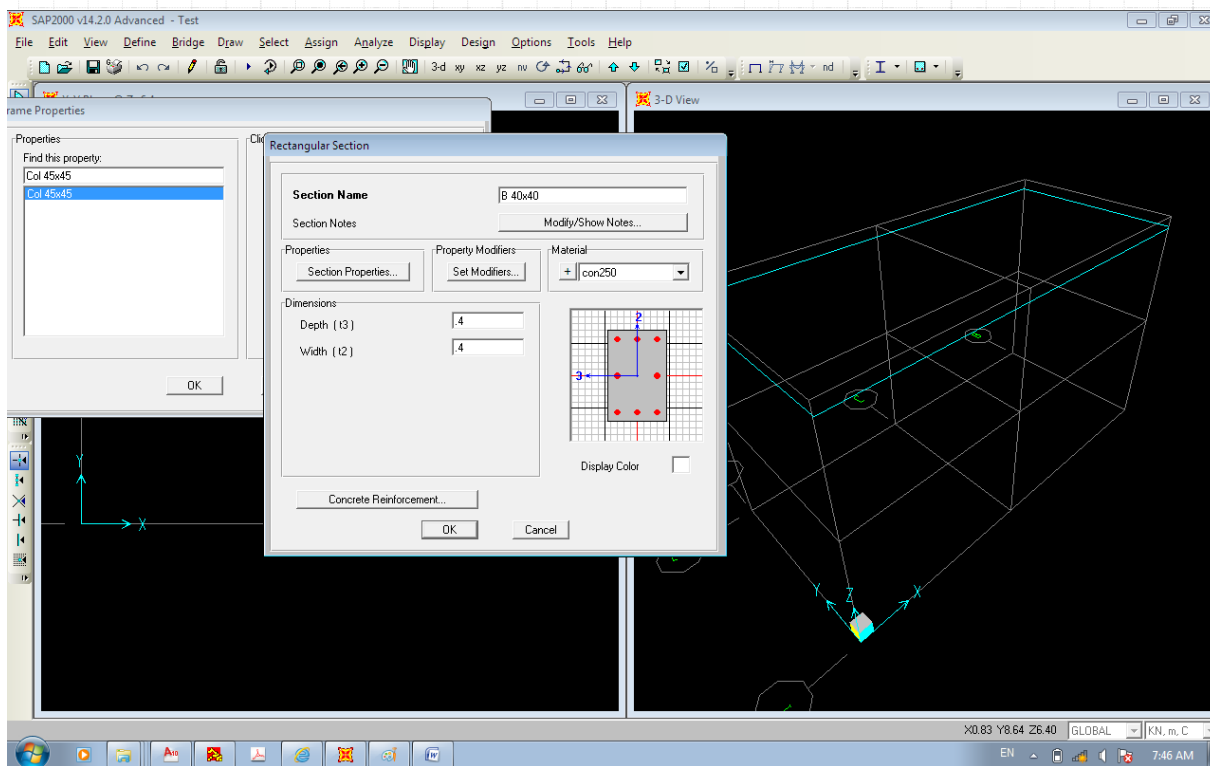 SAP2000 v14.2.0 Advanced - Test
File Edit View Define Bridge Draw Select Assign Analyze Display Design Options Tools Help
3-d xy xz yz nv nd
3-D View
rame Properties
Properties
Find this property:
Col 45x45
Col 45x45
OK
Rectangular Section
Section Name B 40x40
Section Notes Modify/Show Notes...
Properties Property Modifiers Material
Section Properties... Set Modifiers... + con250
Dimensions
Depth ( t3 ) .4
Width ( t2 ) .4
2
3
Display Color
Concrete Reinforcement...
OK Cancel
Y
X
Y Z X
X0.83 Y8.64 Z6.40 GLOBAL KN, m, C
EN 7:46 AM